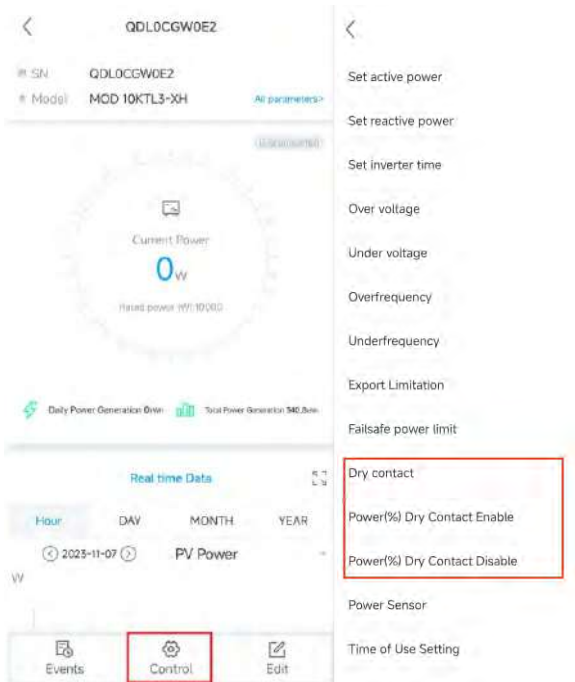 QDL0CGW0E2
SN QDL0CGW0E2
Model MOD 10KTL3-XH All parameters>
Current Power
0W
Rated power (W) 10000
Daily Power Generation Total Power Generation
Real time Data
Hour DAY MONTH YEAR
2023-11-07 PV Power
W
Events Control Edit
Set active power
Set reactive power
Set inverter time
Over voltage
Under voltage
Overfrequency
Underfrequency
Export Limitation
Failsafe power limit
Dry contact
Power(%) Dry Contact Enable
Power(%) Dry Contact Disable
Power Sensor
Time of Use Setting